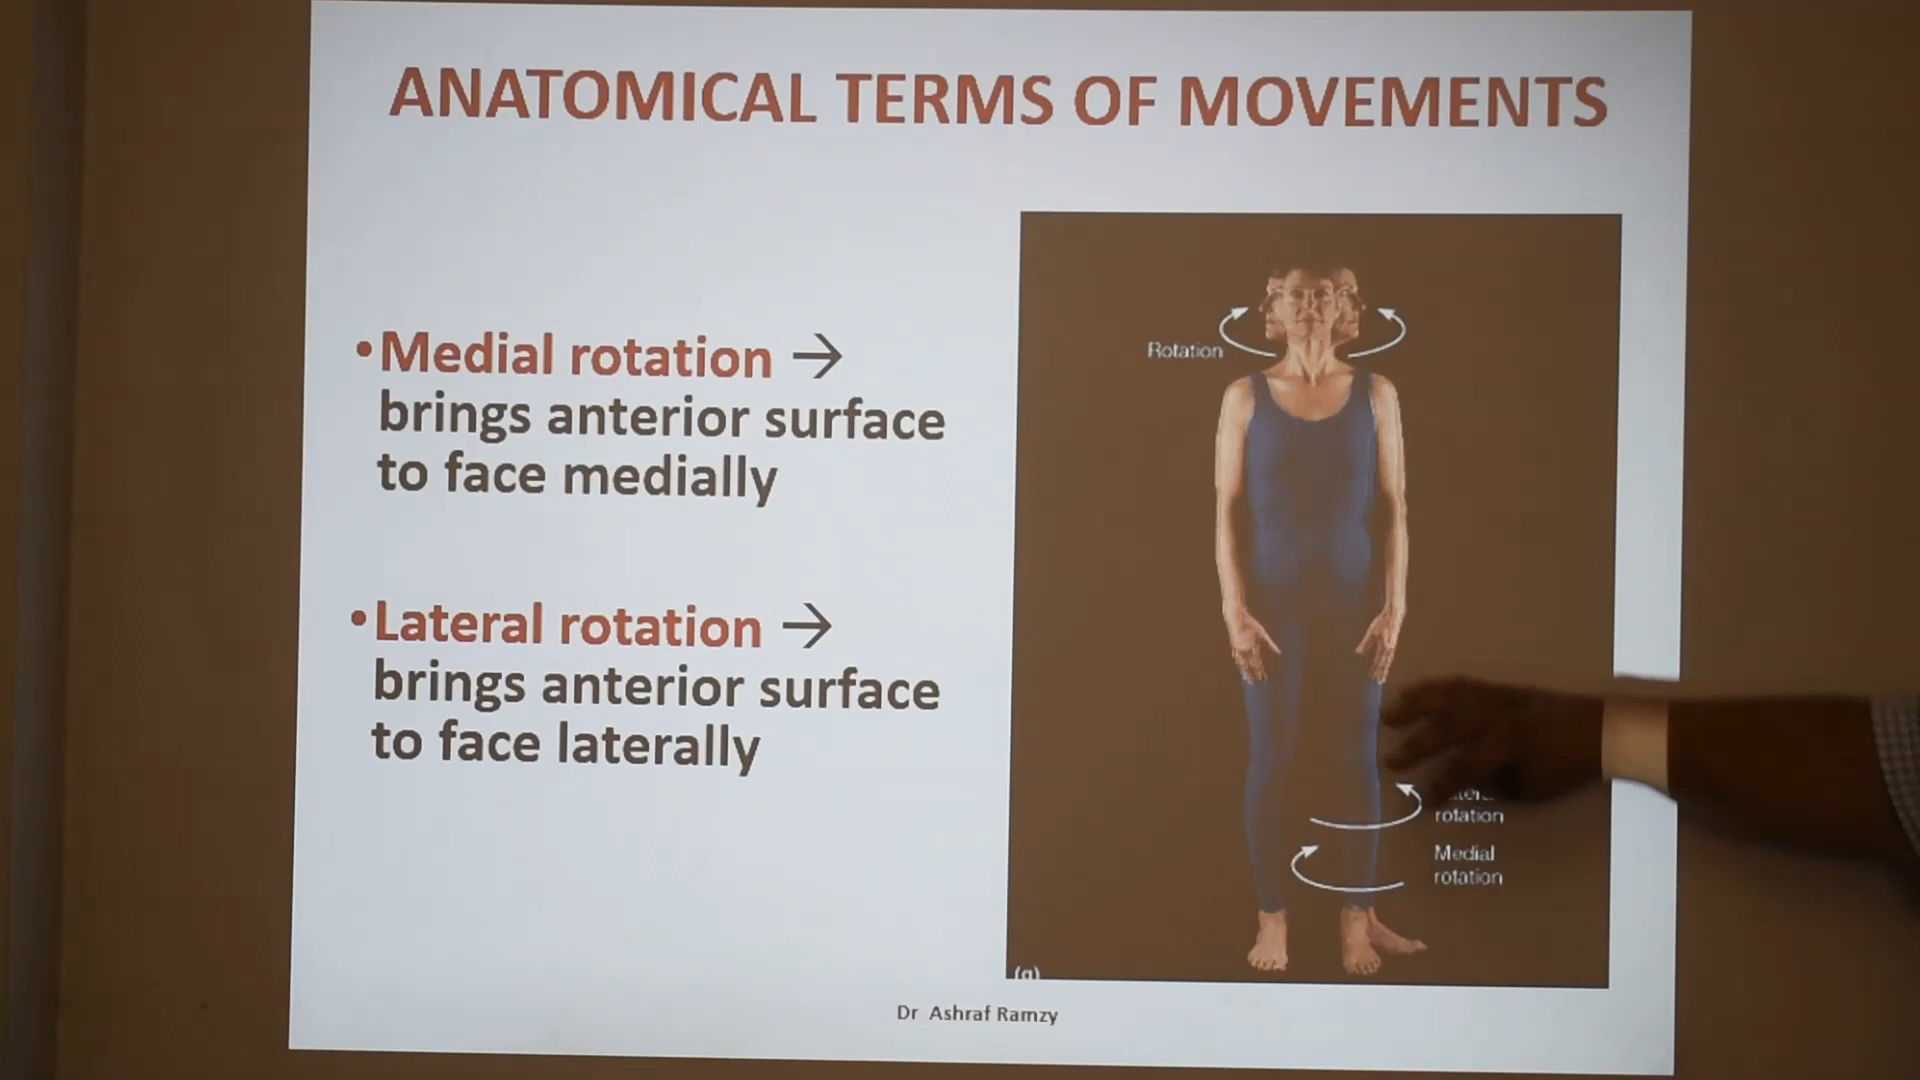 ANATOMICAL TERMS OF MOVEMENTS
•Medial rotation →
brings anterior surface
to face medially
•Lateral rotation →
brings anterior surface
to face laterally
Rotation
rotation
Medial
rotation
(g)
Dr Ashraf Ramzy